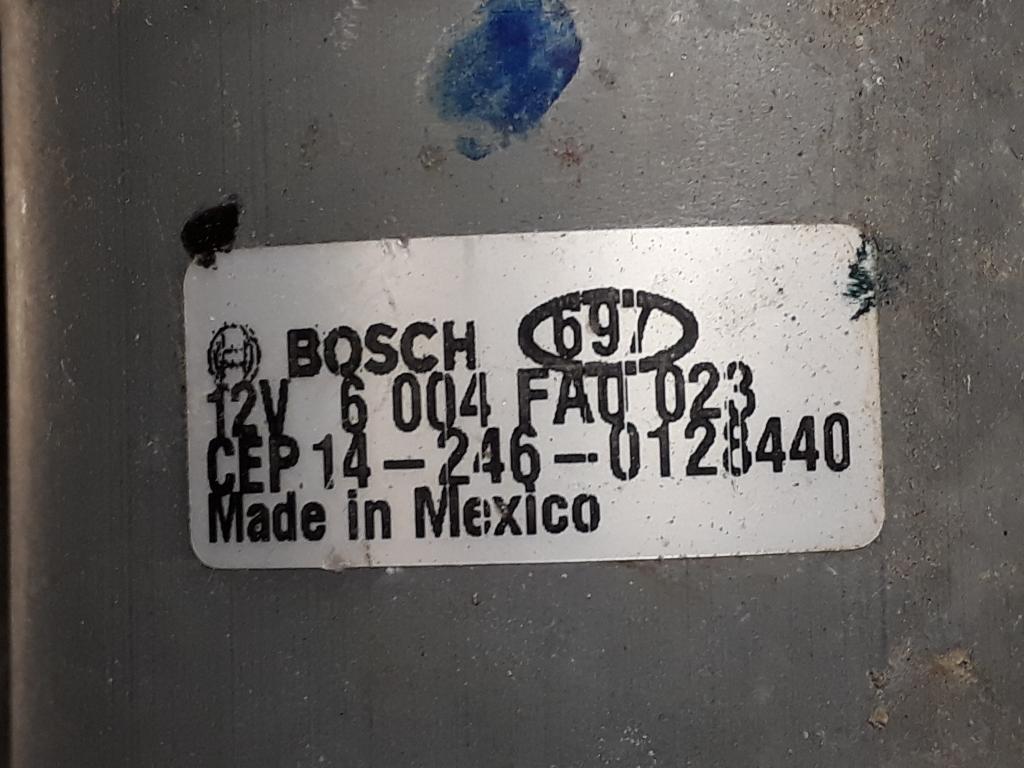 BOSCH 697
12V 6 004 FA0 023
CEP 14-246-0128440
Made in Mexico